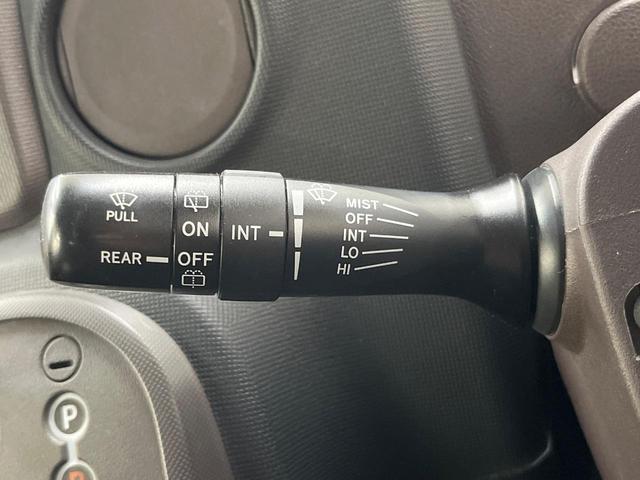 PULL
REAR
ON
OFF
INT
MIST
OFF
INT
LO
HI
P
R